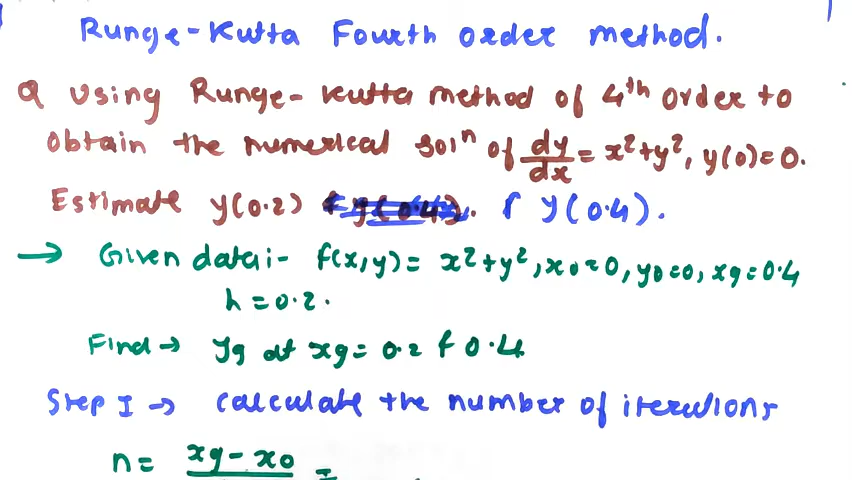 Runge-Kutta Fourth order method.
Q Using Runge-Kutta method of 4th order to
obtain the numerical solⁿ of dy/dx = x²+y², y(0)=0.
Estimate y(0.2) & y(0.4).
→ Given data:- f(x,y) = x²+y², x0=0, y0=0, xg=0.4
h=0.2.
Find → yg at xg = 0.2 & 0.4
Step I → calculate the number of iterations
n= xg-x0